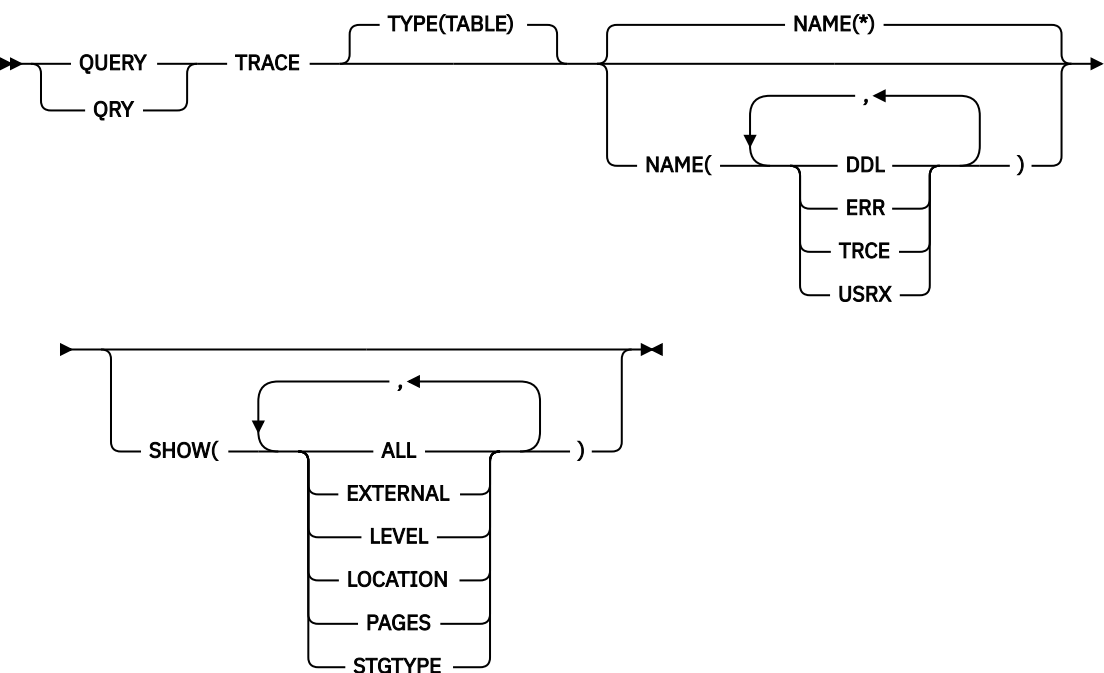 TYPE(TABLE) NAME(*)
QUERY TRACE
QRY
,
NAME( DDL )
ERR
TRCE
USRX
,
SHOW( ALL )
EXTERNAL
LEVEL
LOCATION
PAGES
STGTYPE